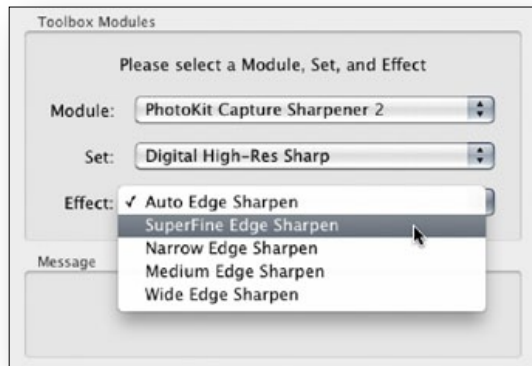 Toolbox Modules
Please select a Module, Set, and Effect
Module: PhotoKit Capture Sharpener 2
Set: Digital High-Res Sharp
Effect: ✓ Auto Edge Sharpen
SuperFine Edge Sharpen
Narrow Edge Sharpen
Medium Edge Sharpen
Wide Edge Sharpen
Message